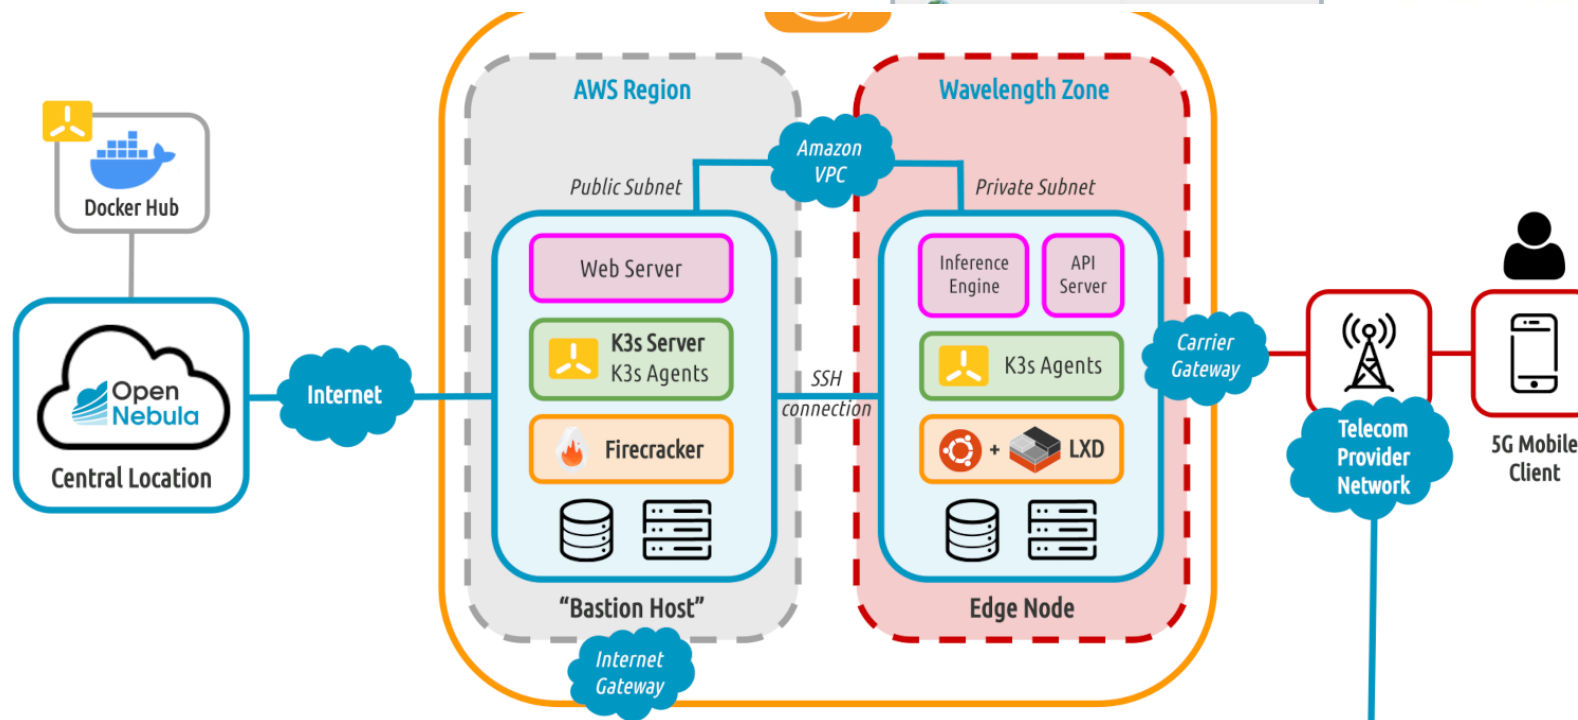 AWS Region
Wavelength Zone
Amazon
VPC
Public Subnet
Private Subnet
Docker Hub
Web Server
Inference
Engine
API
Server
K3s Server
K3s Agents
K3s Agents
Open
Nebula
Central Location
Internet
SSH
connection
Firecracker
+
LXD
Carrier
Gateway
Telecom
Provider
Network
5G Mobile
Client
“Bastion Host”
Edge Node
Internet
Gateway